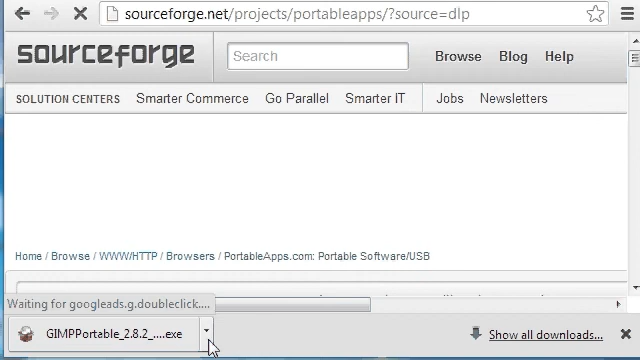 sourceforge.net/projects/portableapps/?source=dlp
sourceforge Search Browse Blog Help
SOLUTION CENTERS Smarter Commerce Go Parallel Smarter IT Jobs Newsletters
Home / Browse / WWW/HTTP / Browsers / PortableApps.com: Portable Software/USB
Waiting for googleads.g.doubleclick....
GIMPPortable_2.8.2_....exe Show all downloads...